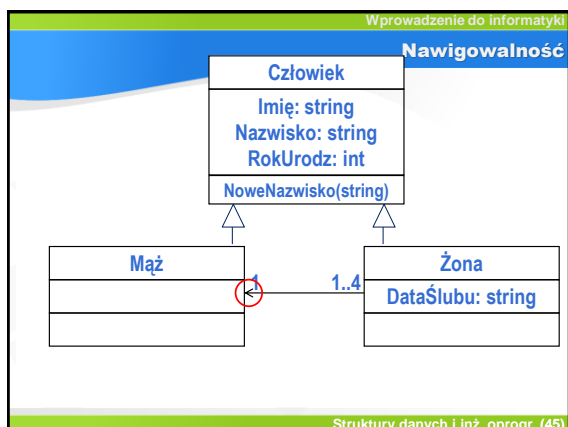 Wprowadzenie do informatyki
Nawigowalność
Człowiek
Imię: string
Nazwisko: string
RokUrodz: int
NoweNazwisko(string)
Mąż
1
1..4
Żona
DataŚlubu: string
Struktury danych i inż. oprogr. (45)